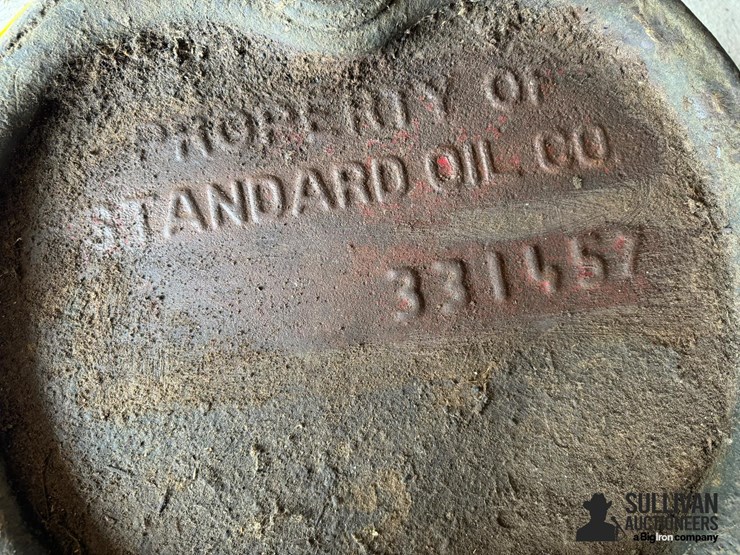 PROPERTY OF
STANDARD OIL CO
331457
SULLIVAN
AUCTIONEERS
a BigIron company